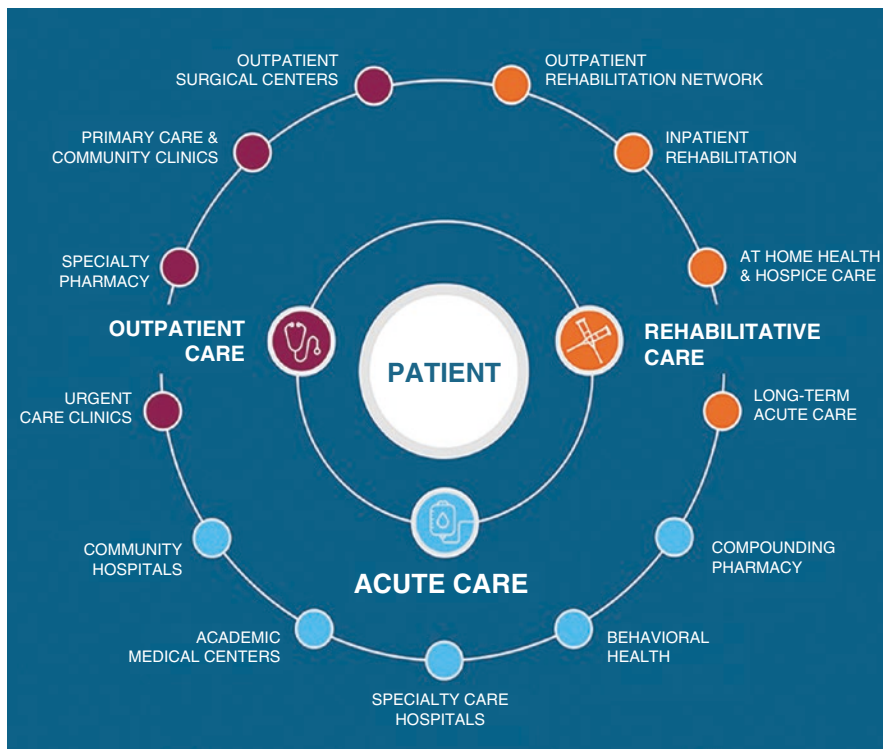 OUTPATIENT
SURGICAL CENTERS
OUTPATIENT
REHABILITATION NETWORK
PRIMARY CARE &
COMMUNITY CLINICS
INPATIENT
REHABILITATION
SPECIALTY
PHARMACY
AT HOME HEALTH
& HOSPICE CARE
OUTPATIENT
CARE
PATIENT
REHABILITATIVE
CARE
URGENT
CARE CLINICS
LONG-TERM
ACUTE CARE
COMMUNITY
HOSPITALS
COMPOUNDING
PHARMACY
ACUTE CARE
ACADEMIC
MEDICAL CENTERS
BEHAVIORAL
HEALTH
SPECIALTY CARE
HOSPITALS